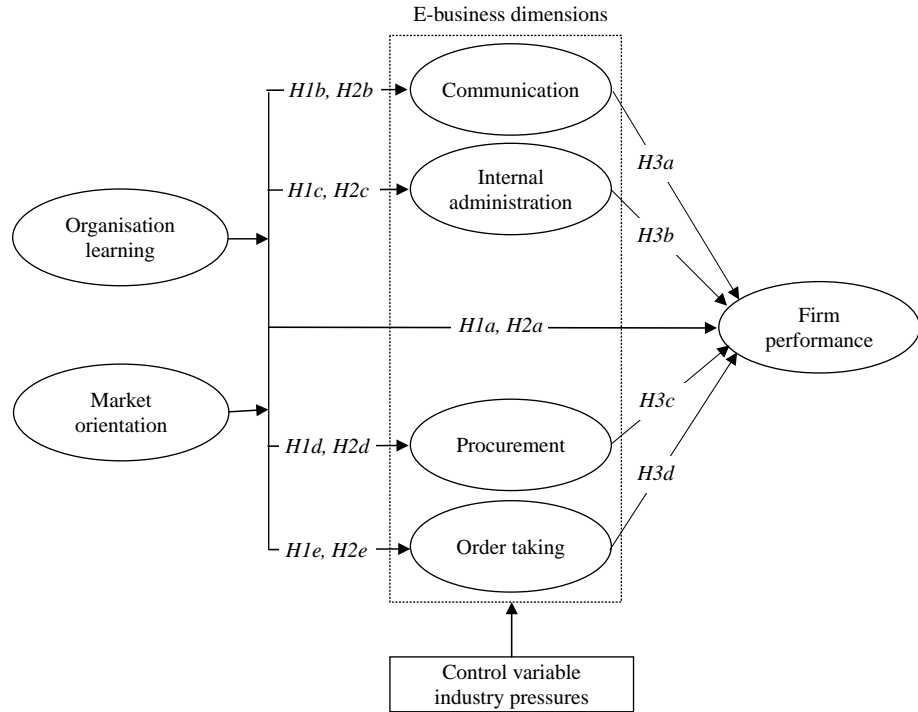 E-business dimensions
H1b, H2b
Communication
H3a
H1c, H2c
Internal
administration
Organisation
learning
H3b
H1a, H2a
Firm
performance
Market
orientation
H3c
H1d, H2d
Procurement
H3d
H1e, H2e
Order taking
Control variable
industry pressures